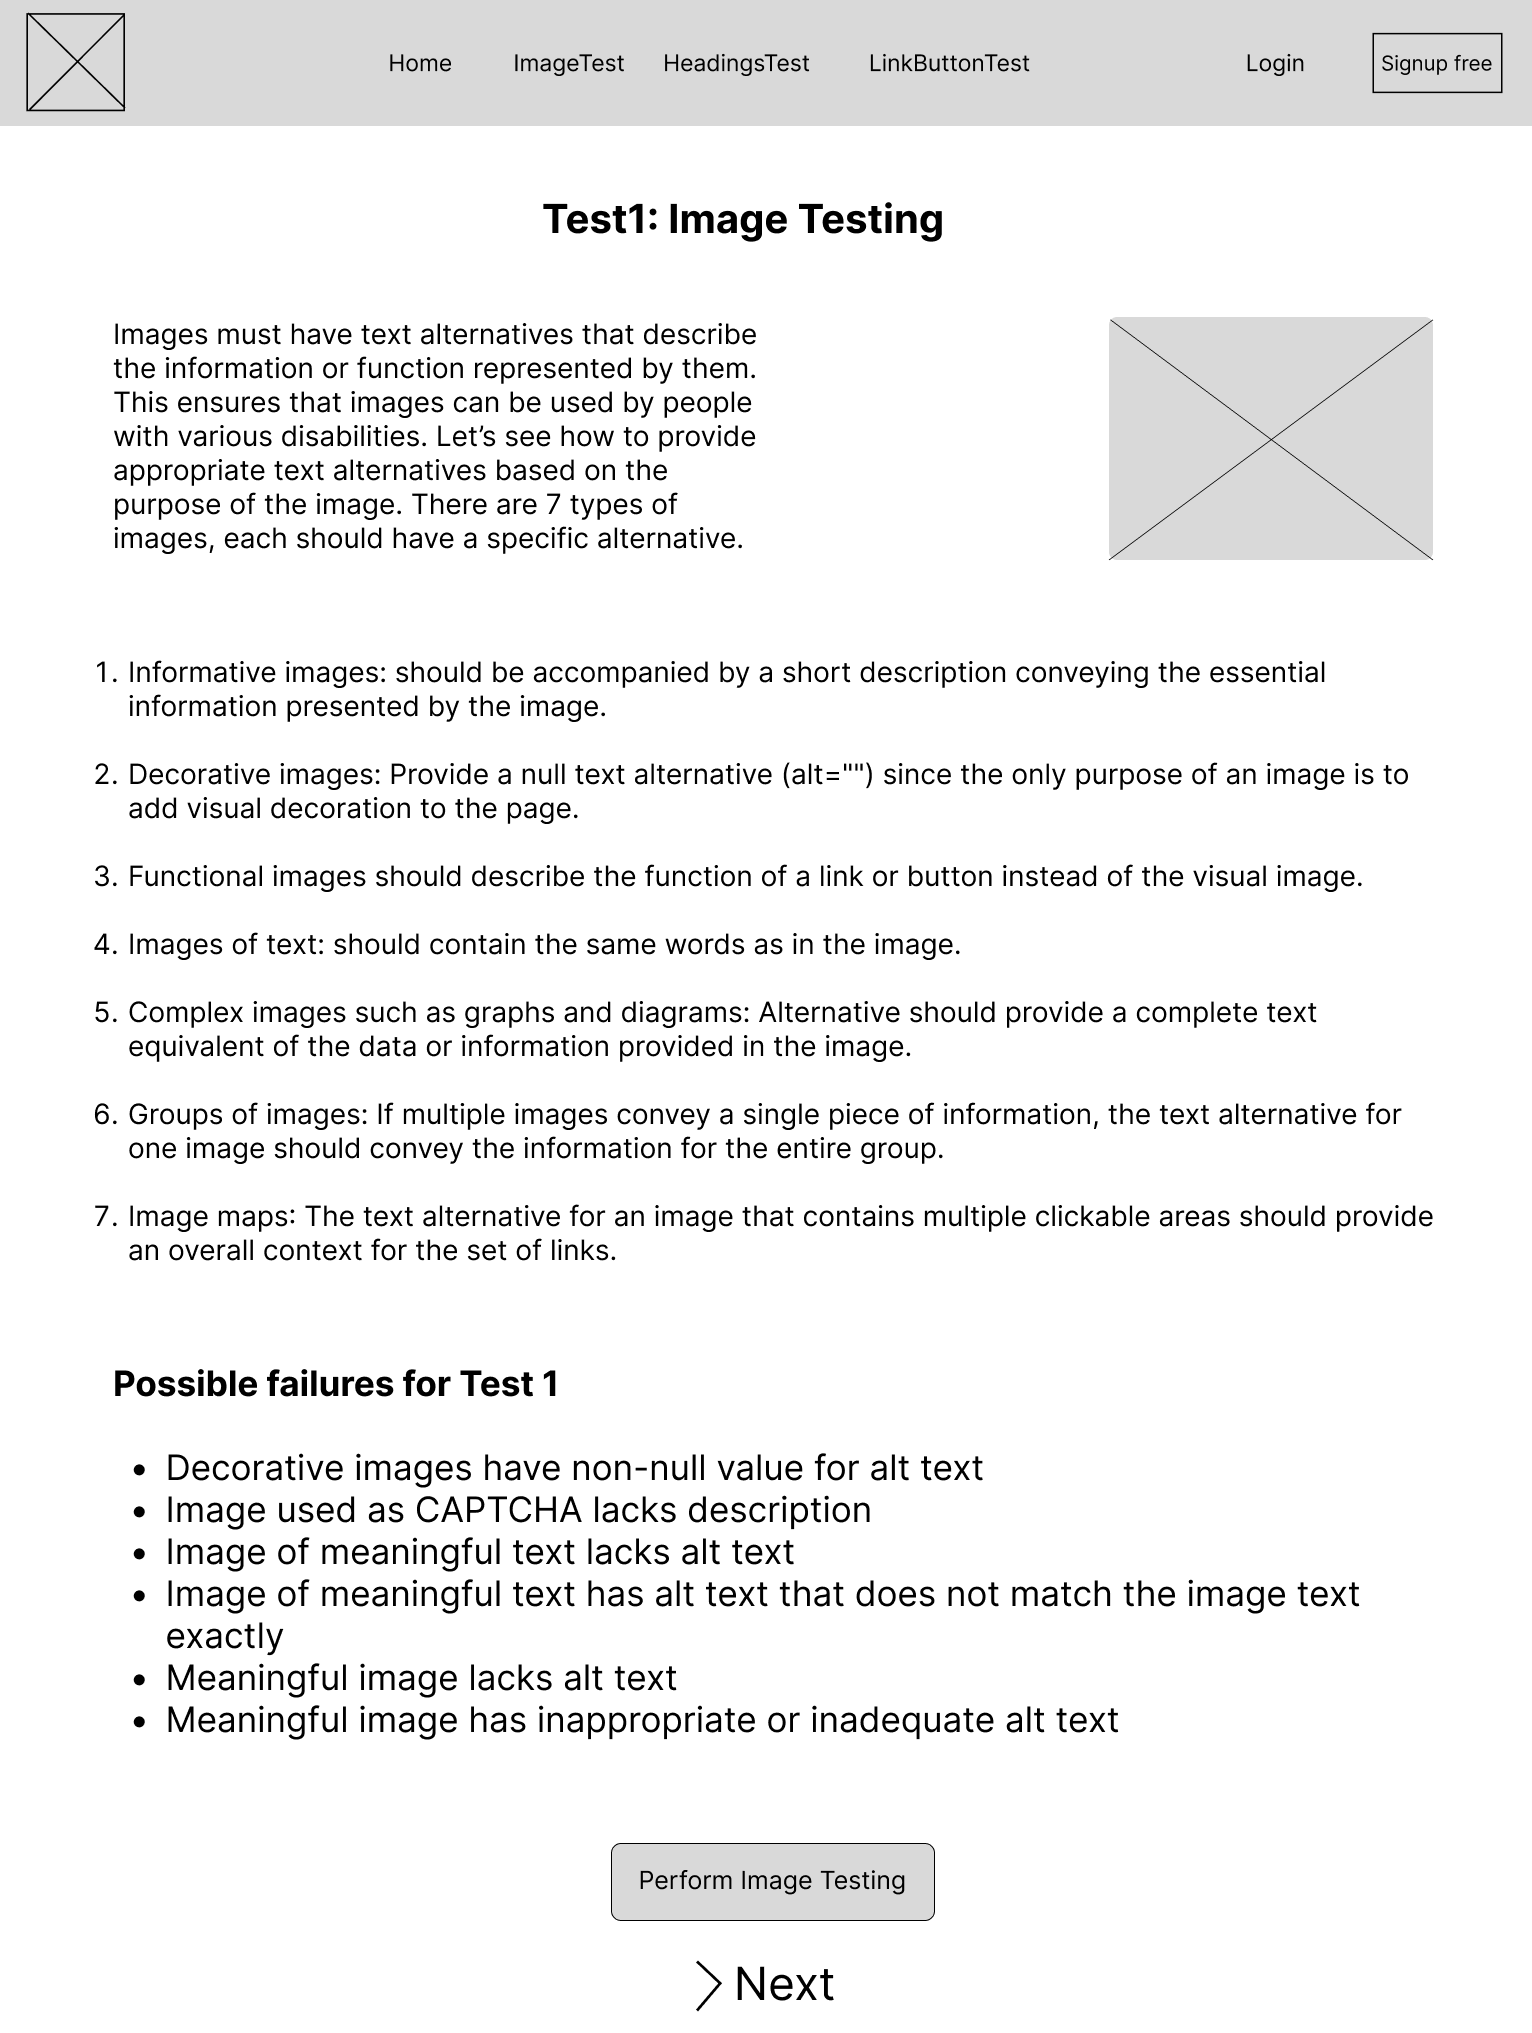 Home ImageTest HeadingsTest LinkButtonTest Login Signup free
Test1: Image Testing
Images must have text alternatives that describe
the information or function represented by them.
This ensures that images can be used by people
with various disabilities. Let’s see how to provide
appropriate text alternatives based on the
purpose of the image. There are 7 types of
images, each should have a specific alternative.
1. Informative images: should be accompanied by a short description conveying the essential
information presented by the image.
2. Decorative images: Provide a null text alternative (alt="") since the only purpose of an image is to
add visual decoration to the page.
3. Functional images should describe the function of a link or button instead of the visual image.
4. Images of text: should contain the same words as in the image.
5. Complex images such as graphs and diagrams: Alternative should provide a complete text
equivalent of the data or information provided in the image.
6. Groups of images: If multiple images convey a single piece of information, the text alternative for
one image should convey the information for the entire group.
7. Image maps: The text alternative for an image that contains multiple clickable areas should provide
an overall context for the set of links.
Possible failures for Test 1
• Decorative images have non-null value for alt text
• Image used as CAPTCHA lacks description
• Image of meaningful text lacks alt text
• Image of meaningful text has alt text that does not match the image text
exactly
• Meaningful image lacks alt text
• Meaningful image has inappropriate or inadequate alt text
Perform Image Testing
Next